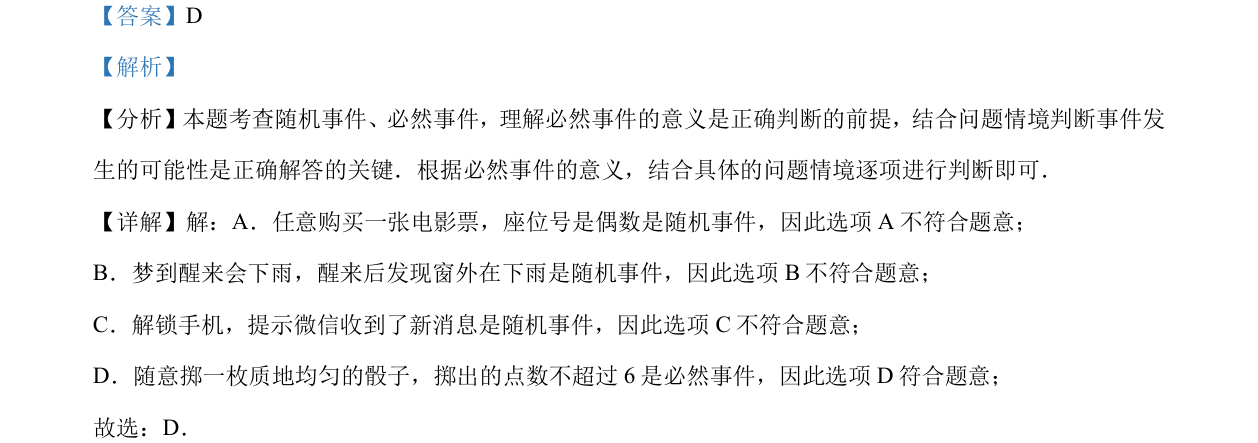 【答案】D
【解析】
【分析】本题考查随机事件、必然事件，理解必然事件的意义是正确判断的前提，结合问题情境判断事件发
生的可能性是正确解答的关键．根据必然事件的意义，结合具体的问题情境逐项进行判断即可．
【详解】解：A．任意购买一张电影票，座位号是偶数是随机事件，因此选项 A 不符合题意；
B．梦到醒来会下雨，醒来后发现窗外在下雨是随机事件，因此选项 B 不符合题意；
C．解锁手机，提示微信收到了新消息是随机事件，因此选项 C 不符合题意；
D．随意掷一枚质地均匀的骰子，掷出的点数不超过 6 是必然事件，因此选项 D 符合题意；
故选：D．